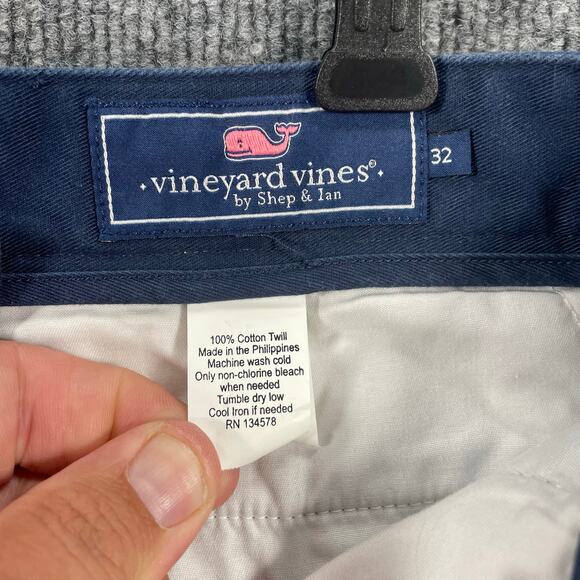 vineyard vines®
by Shep & Ian
32
100% Cotton Twill
Made in the Philippines
Machine wash cold
Only non-chlorine bleach
when needed
Tumble dry low
Cool Iron if needed
RN 134578